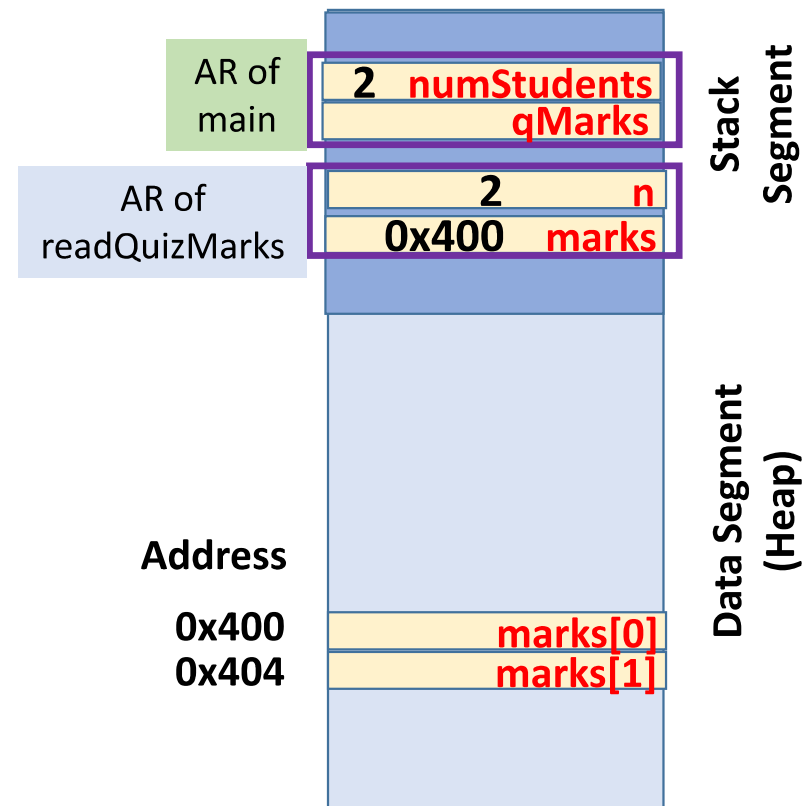 AR of
main
2 numStudents
qMarks
Stack
Segment
AR of
readQuizMarks
2 n
0x400 marks
Data Segment
(Heap)
Address
0x400 marks[0]
0x404 marks[1]